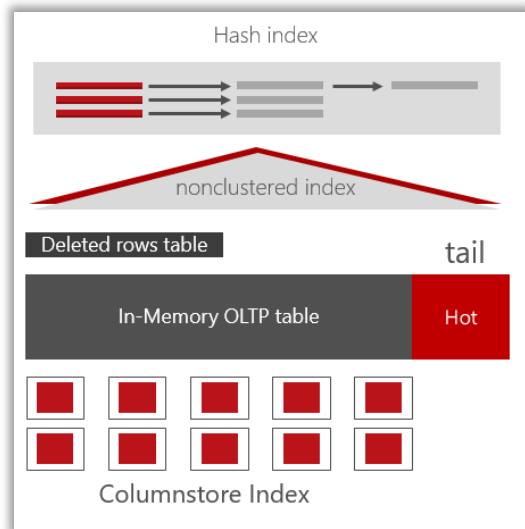 Hash index
nonclustered index
Deleted rows table
tail
In-Memory OLTP table
Hot
Columnstore Index